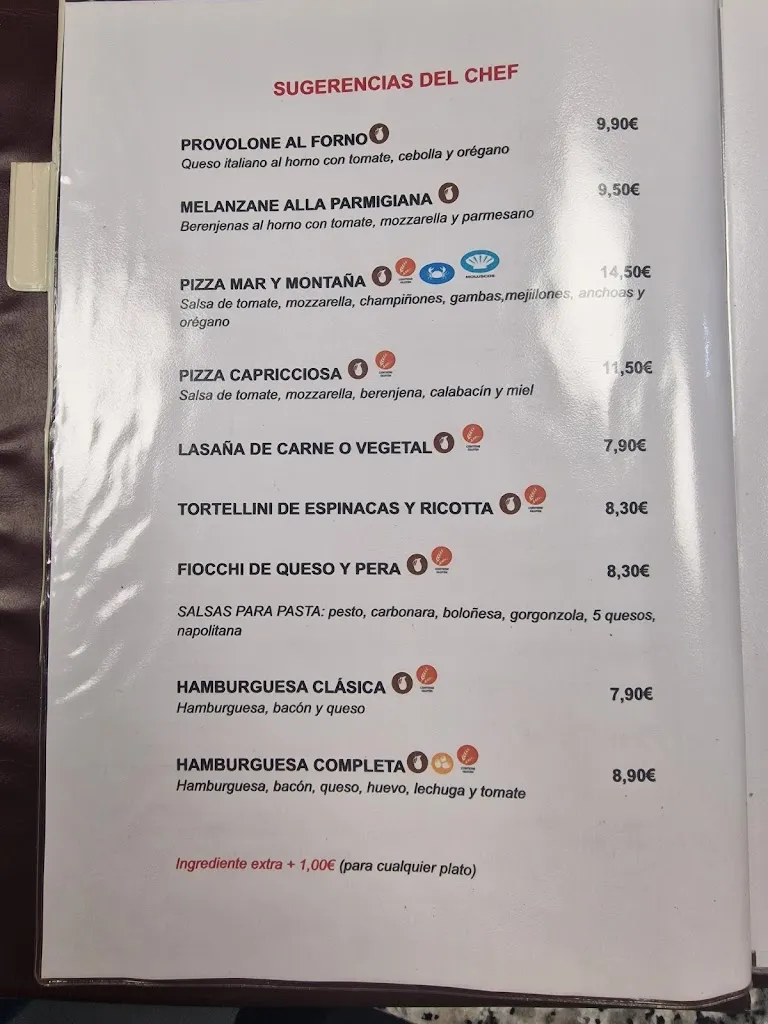 SUGERENCIAS DEL CHEF
PROVOLONE AL FORNO 9,90€
Queso italiano al horno con tomate, cebolla y orégano
MELANZANE ALLA PARMIGIANA 9,50€
Berenjenas al horno con tomate, mozzarella y parmesano
PIZZA MAR Y MONTAÑA MOLUSCOS 14,50€
Salsa de tomate, mozzarella, champiñones, gambas,mejillones, anchoas y
orégano
PIZZA CAPRICCIOSA 11,50€
Salsa de tomate, mozzarella, berenjena, calabacín y miel
LASAÑA DE CARNE O VEGETAL 7,90€
TORTELLINI DE ESPINACAS Y RICOTTA 8,30€
FIOCCHI DE QUESO Y PERA 8,30€
SALSAS PARA PASTA: pesto, carbonara, boloñesa, gorgonzola, 5 quesos,
napolitana
HAMBURGUESA CLÁSICA 7,90€
Hamburguesa, bacón y queso
HAMBURGUESA COMPLETA 8,90€
Hamburguesa, bacón, queso, huevo, lechuga y tomate
Ingrediente extra + 1,00€ (para cualquier plato)